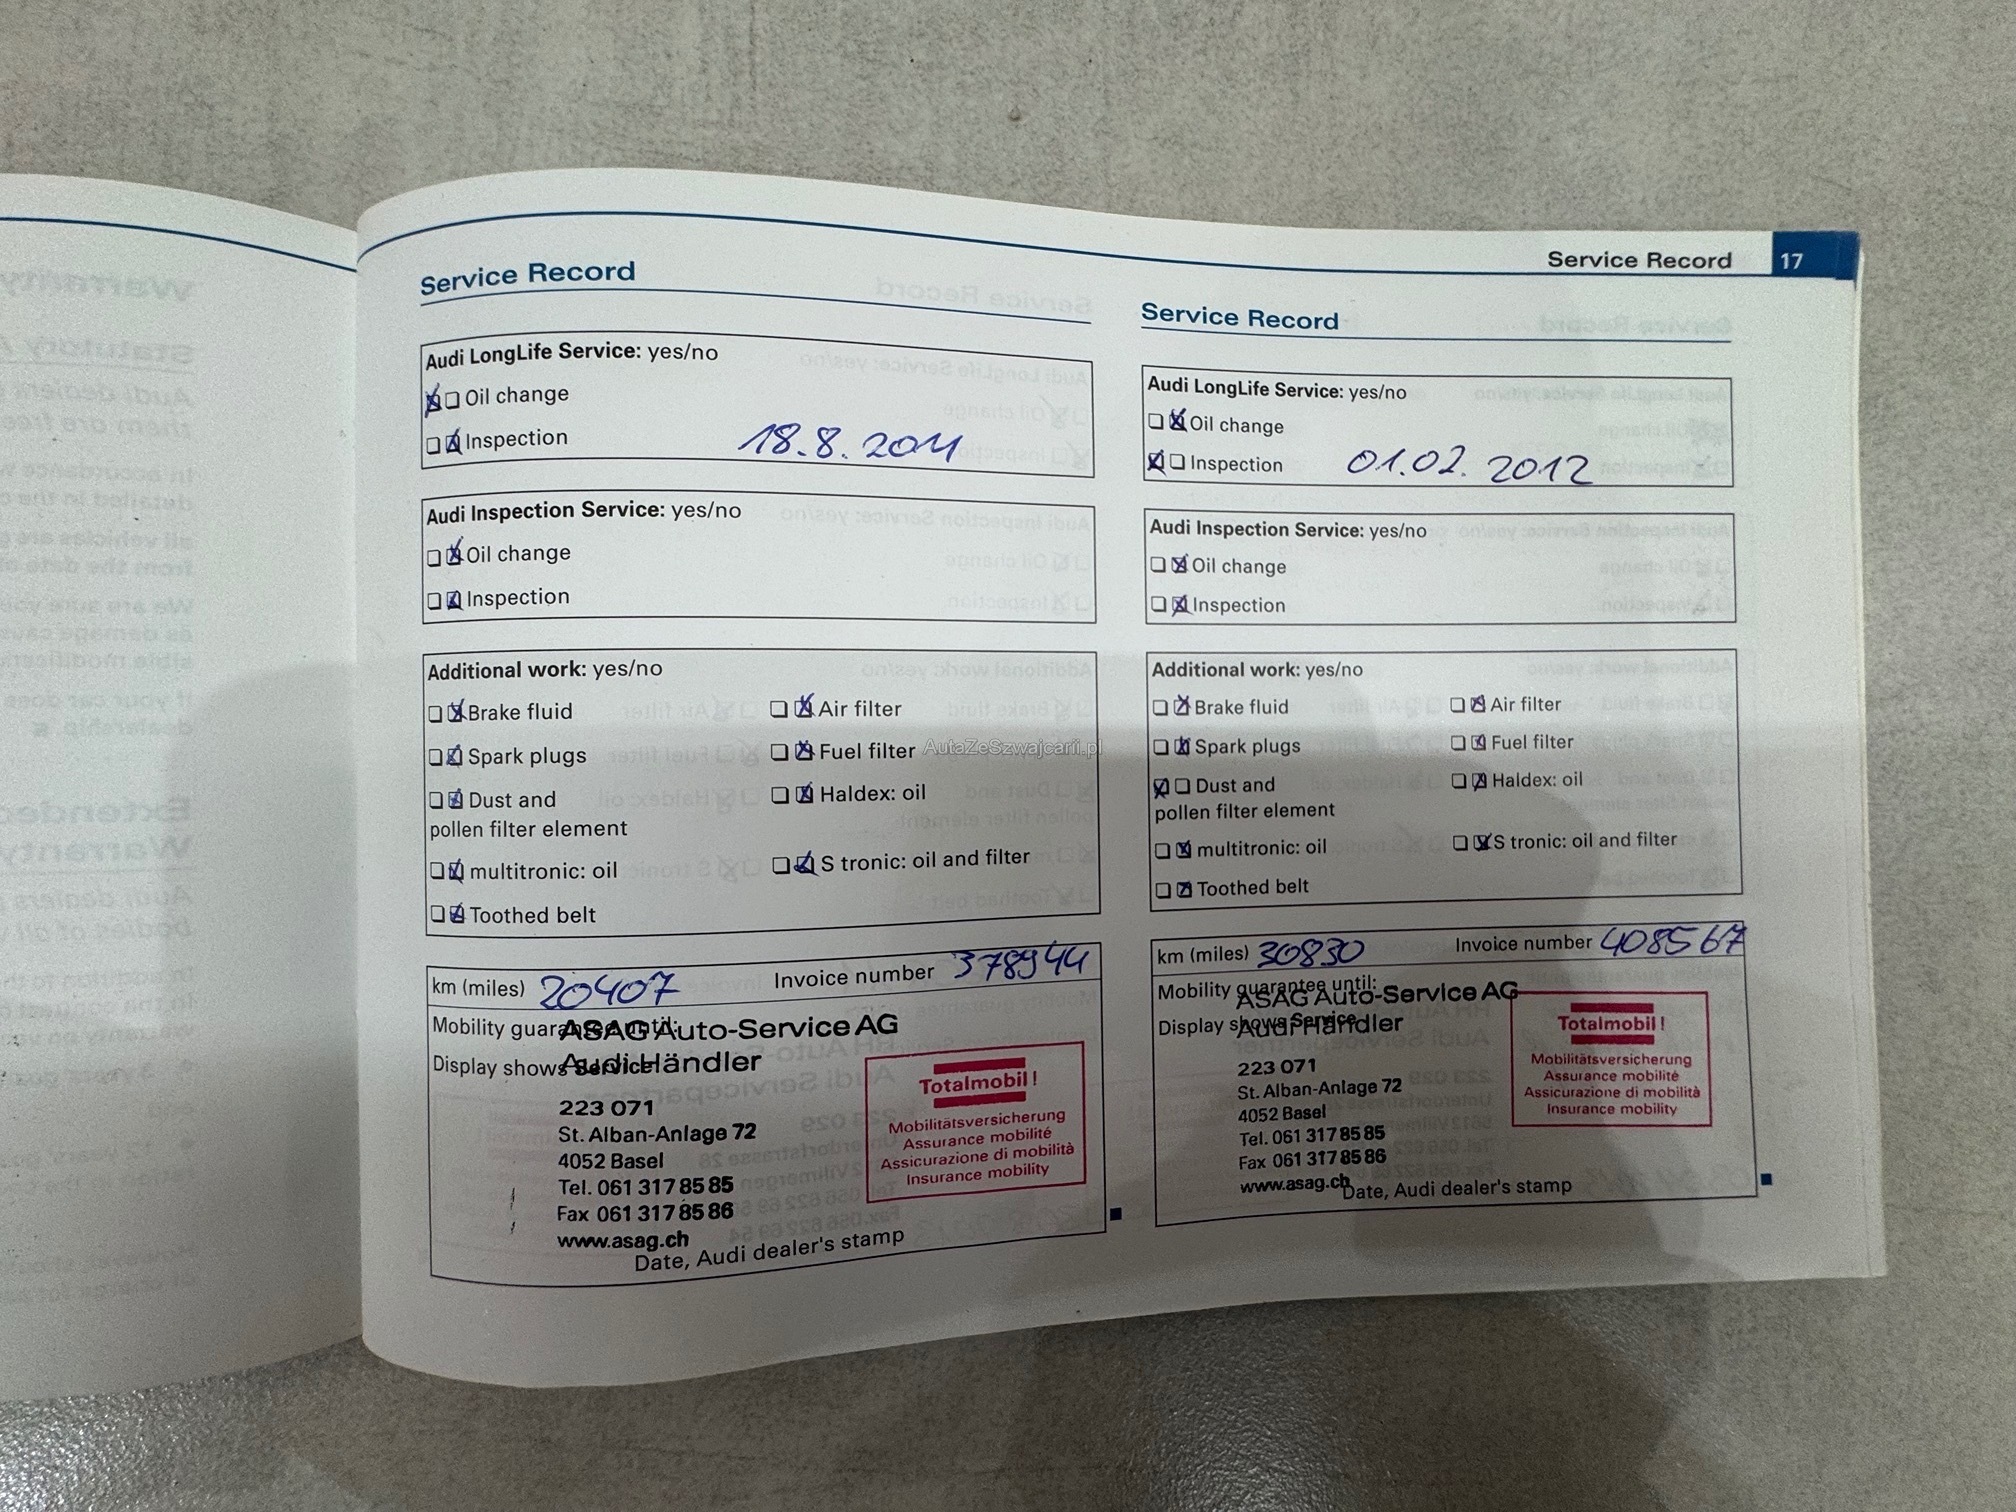 Service Record 17
Service Record
Audi LongLife Service: yes/no
Oil change
Inspection
18.8.2011
Audi Inspection Service: yes/no
Oil change
Inspection
Additional work: yes/no
Brake fluid
Air filter
Spark plugs
Fuel filter
Dust and
pollen filter element
Haldex: oil
multitronic: oil
S tronic: oil and filter
Toothed belt
km (miles) 20407 Invoice number 378944
Mobility guarantee until:
ASAG Auto-Service AG
Display shows Service
Audi Händler
223 071
St. Alban-Anlage 72
4052 Basel
Tel. 061 317 85 85
Fax 061 317 85 86
www.asag.ch
Totalmobil!
Mobilitätsversicherung
Assurance mobilité
Assicurazione di mobilità
Insurance mobility
Date, Audi dealer's stamp
Service Record
Audi LongLife Service: yes/no
Oil change
Inspection
01.02.2012
Audi Inspection Service: yes/no
Oil change
Inspection
Additional work: yes/no
Brake fluid
Air filter
Spark plugs
Fuel filter
Dust and
pollen filter element
Haldex: oil
multitronic: oil
S tronic: oil and filter
Toothed belt
km (miles) 30830 Invoice number 408567
Mobility guarantee until:
ASAG Auto-Service AG
Display shows Service
Audi Händler
223 071
St. Alban-Anlage 72
4052 Basel
Tel. 061 317 85 85
Fax 061 317 85 86
www.asag.ch
Totalmobil!
Mobilitätsversicherung
Assurance mobilité
Assicurazione di mobilità
Insurance mobility
Date, Audi dealer's stamp
AutaZeSzwajcarii.pl